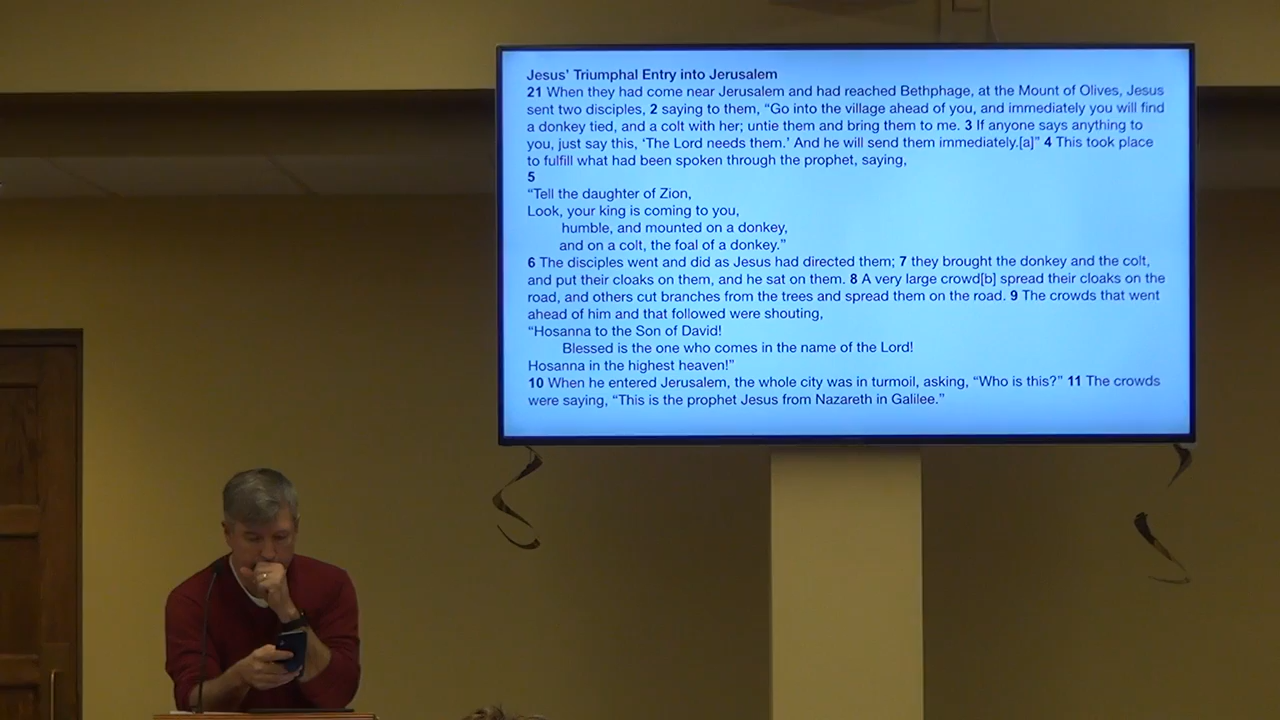 Jesus’ Triumphal Entry into Jerusalem
21 When they had come near Jerusalem and had reached Bethphage, at the Mount of Olives, Jesus
sent two disciples, 2 saying to them, “Go into the village ahead of you, and immediately you will find
a donkey tied, and a colt with her; untie them and bring them to me. 3 If anyone says anything to
you, just say this, ‘The Lord needs them.’ And he will send them immediately.[a]” 4 This took place
to fulfill what had been spoken through the prophet, saying,
5
“Tell the daughter of Zion,
Look, your king is coming to you,
humble, and mounted on a donkey,
and on a colt, the foal of a donkey.”
6 The disciples went and did as Jesus had directed them; 7 they brought the donkey and the colt,
and put their cloaks on them, and he sat on them. 8 A very large crowd[b] spread their cloaks on the
road, and others cut branches from the trees and spread them on the road. 9 The crowds that went
ahead of him and that followed were shouting,
“Hosanna to the Son of David!
Blessed is the one who comes in the name of the Lord!
Hosanna in the highest heaven!”
10 When he entered Jerusalem, the whole city was in turmoil, asking, “Who is this?” 11 The crowds
were saying, “This is the prophet Jesus from Nazareth in Galilee.”